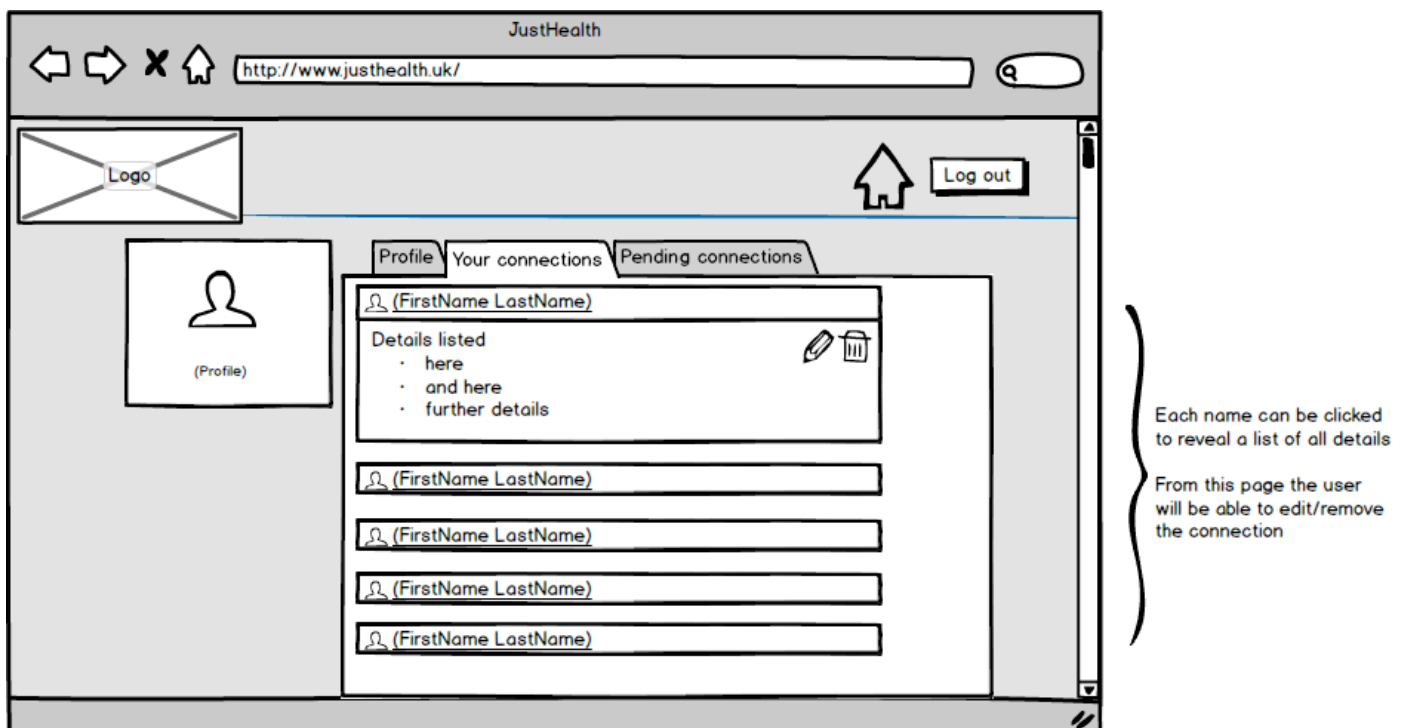 JustHealth
http://www.justhealth.uk/
Logo
Log out
Profile
Your connections
Pending connections
(Profile)
(FirstName LastName)
Details listed
· here
· and here
· further details
(FirstName LastName)
(FirstName LastName)
(FirstName LastName)
(FirstName LastName)
Each name can be clicked
to reveal a list of all details
From this page the user
will be able to edit/remove
the connection